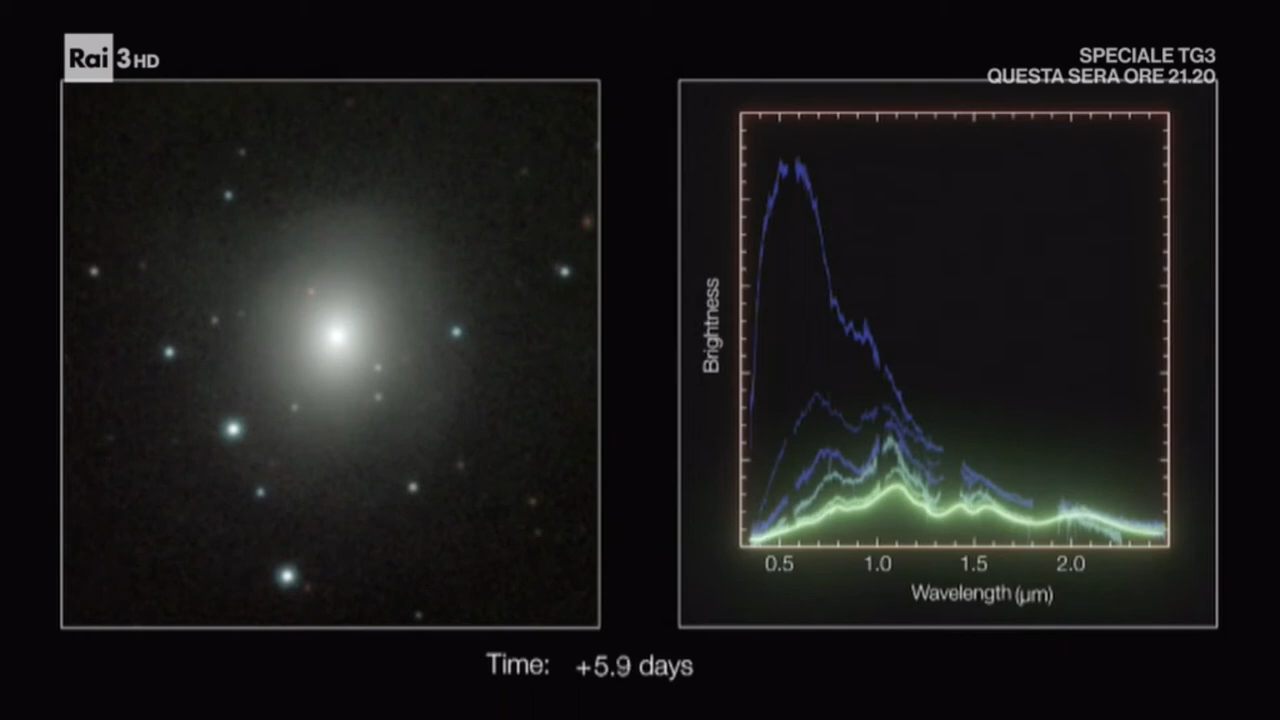 Rai 3HD
SPECIALE TG3
QUESTA SERA ORE 21.20
Brightness
0.5 1.0 1.5 2.0
Wavelength (μm)
Time: +5.9 days